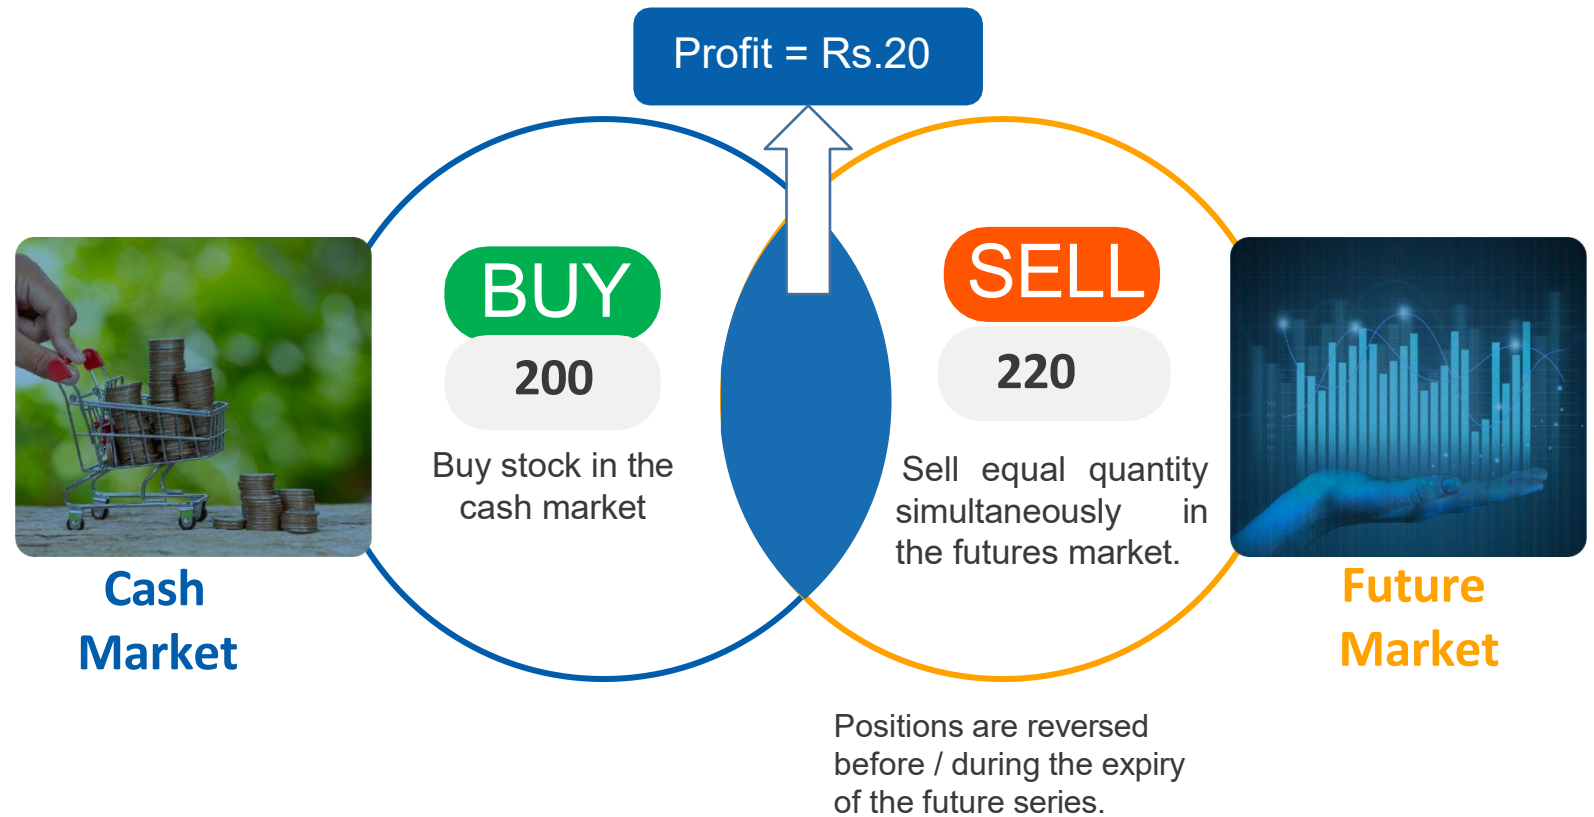 Profit = Rs.20
BUY
200
Buy stock in the
cash market
SELL
220
Sell equal quantity
simultaneously in
the futures market.
Cash
Market
Future
Market
Positions are reversed
before / during the expiry
of the future series.